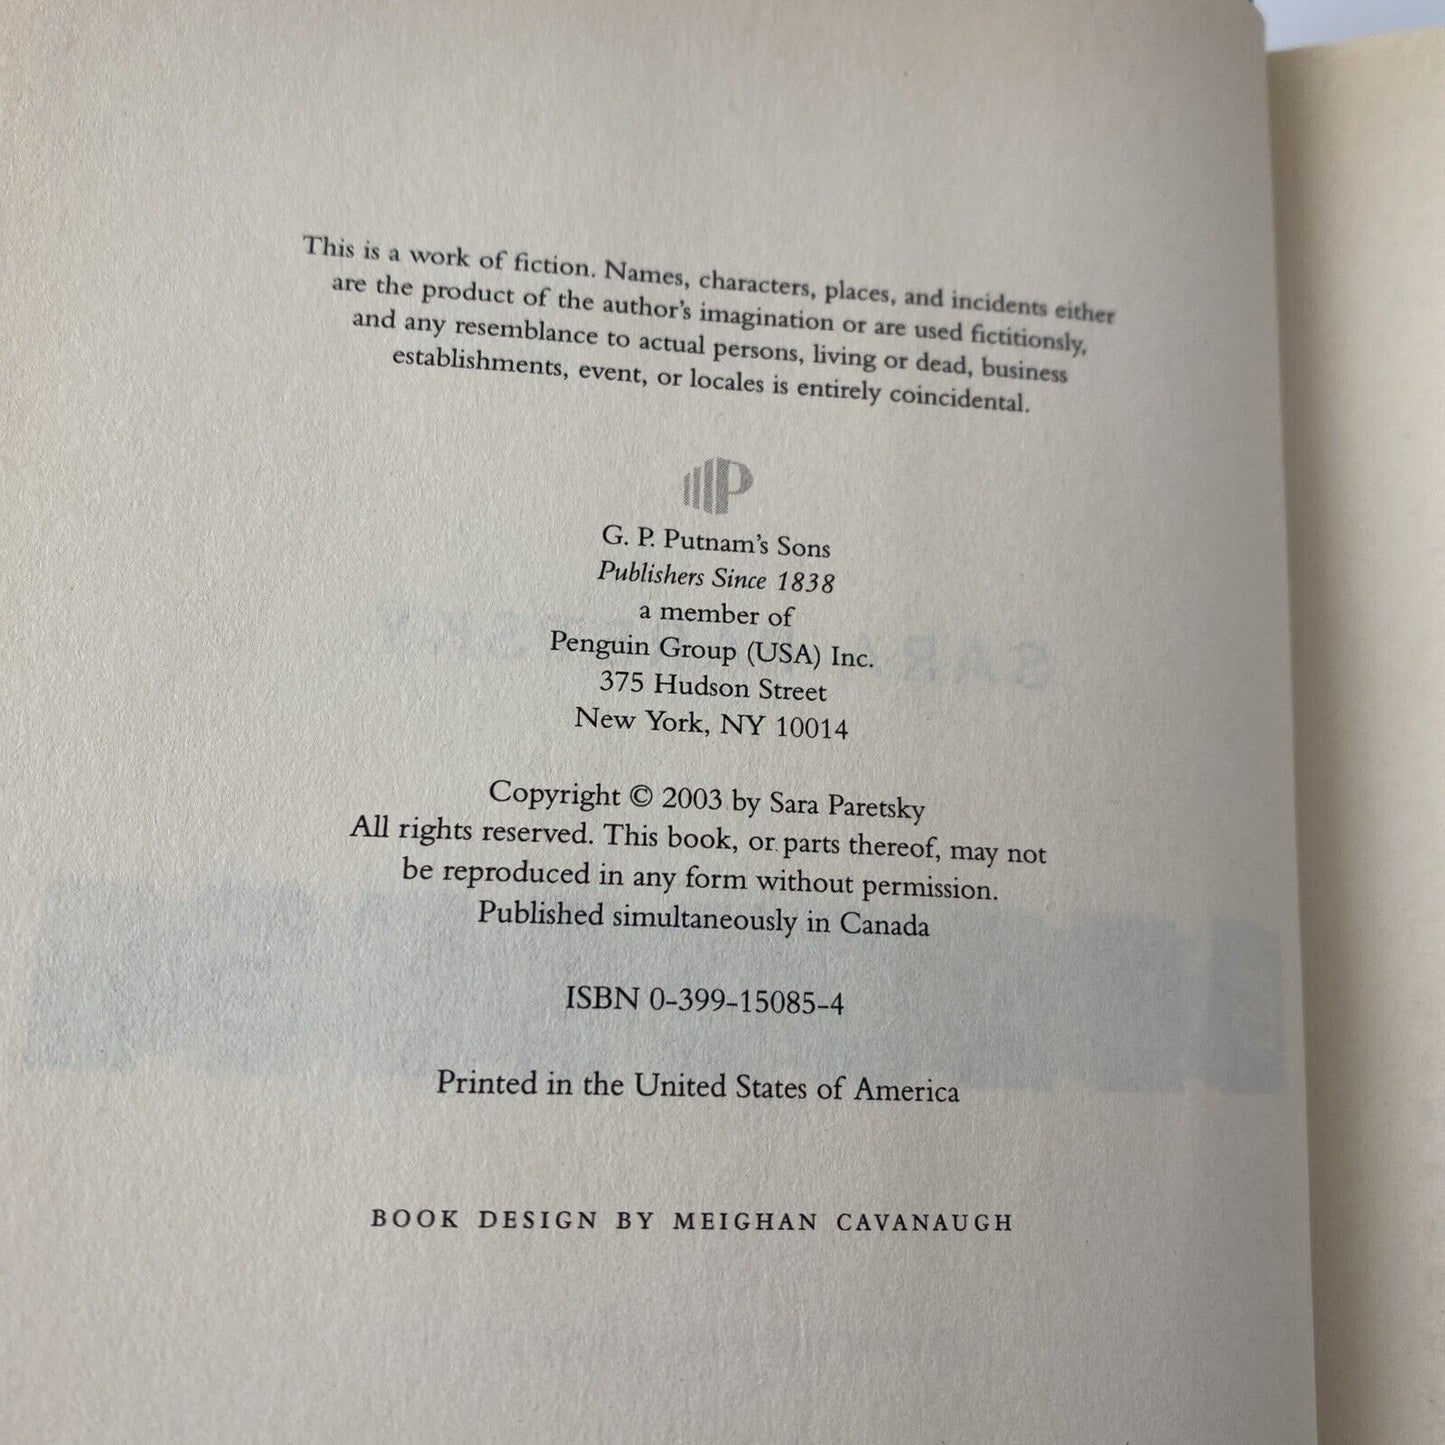 This is a work of fiction. Names, characters, places, and incidents either
are the product of the author's imagination or are used fictitionsly,
and any resemblance to actual persons, living or dead, business
establishments, event, or locales is entirely coincidental.
P
G. P. Putnam's Sons
Publishers Since 1838
a member of
Penguin Group (USA) Inc.
375 Hudson Street
New York, NY 10014
Copyright © 2003 by Sara Paretsky
All rights reserved. This book, or parts thereof, may not
be reproduced in any form without permission.
Published simultaneously in Canada
ISBN 0-399-15085-4
Printed in the United States of America
BOOK DESIGN BY MEIGHAN CAVANAUGH